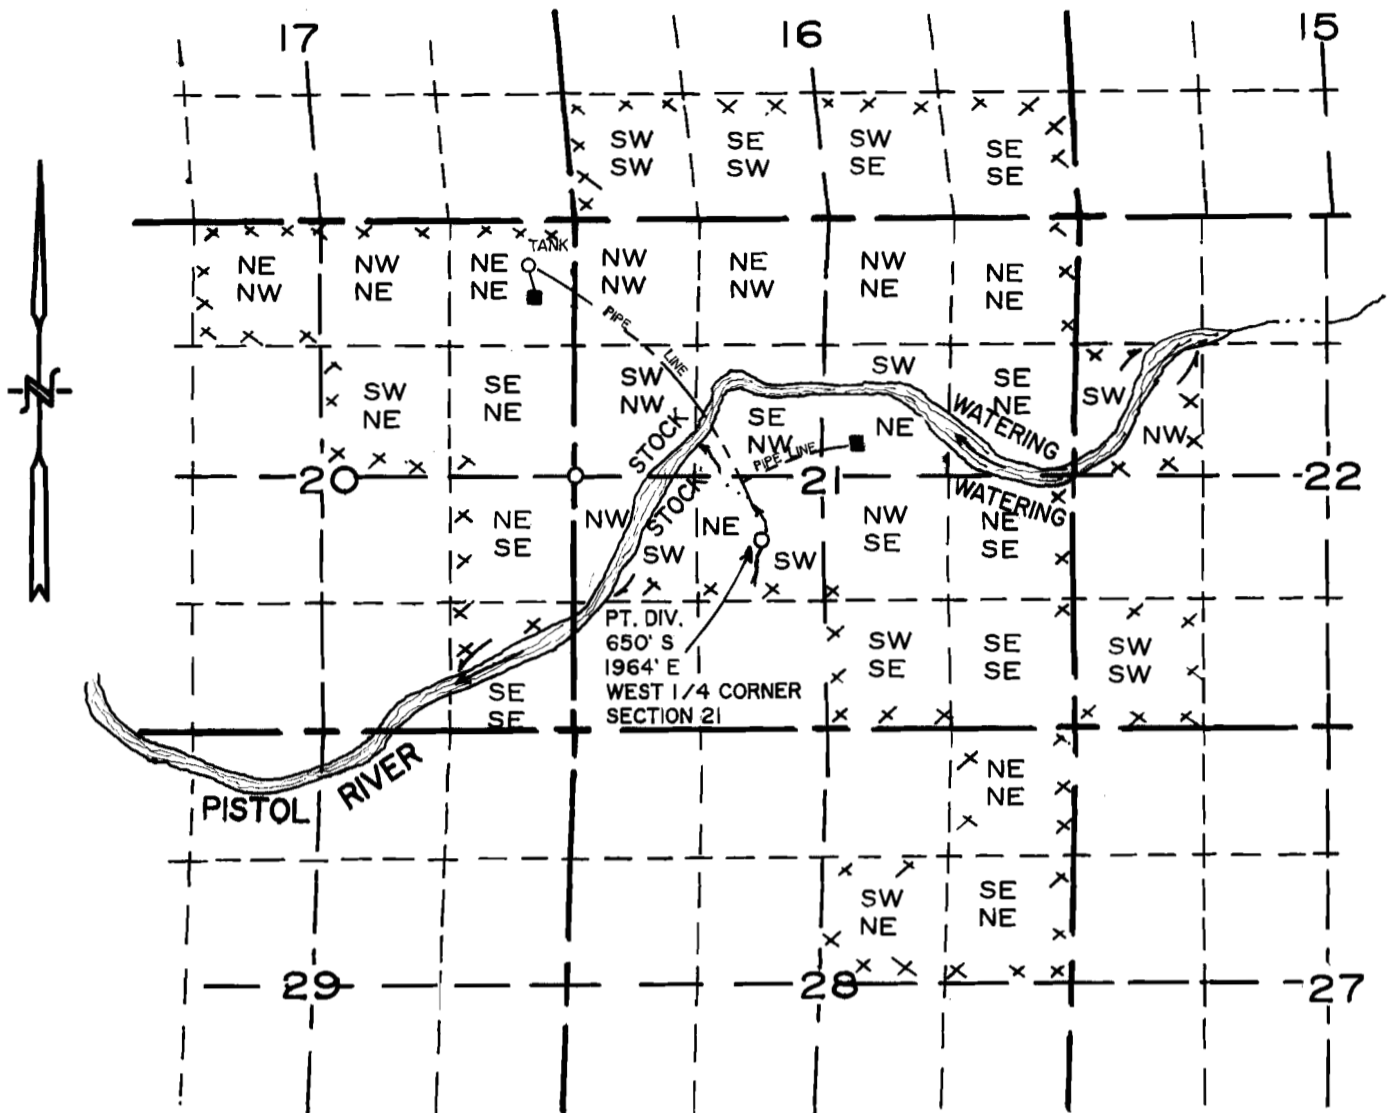 17
16
15
SW
SW
SE
SW
SW
SE
SE
SE
TANK
NE
NW
NW
NE
NE
NE
NW
NW
NE
NW
NW
NE
NE
NE
PIPE LINE
SW
NE
SE
NE
SW
NW
SE
NW
SW
NE
SE
NE
SW
NW
STOCK WATERING
PIPE LINE
N
20
21
22
STOCK WATERING
NE
SE
NW
SW
NE
SW
NW
SE
NE
SE
PT. DIV.
650' S
1964' E
WEST 1/4 CORNER
SECTION 21
SE
SE
SW
SE
SE
SE
SW
SW
PISTOL RIVER
NE
NE
SW
NE
SE
NE
29
28
27